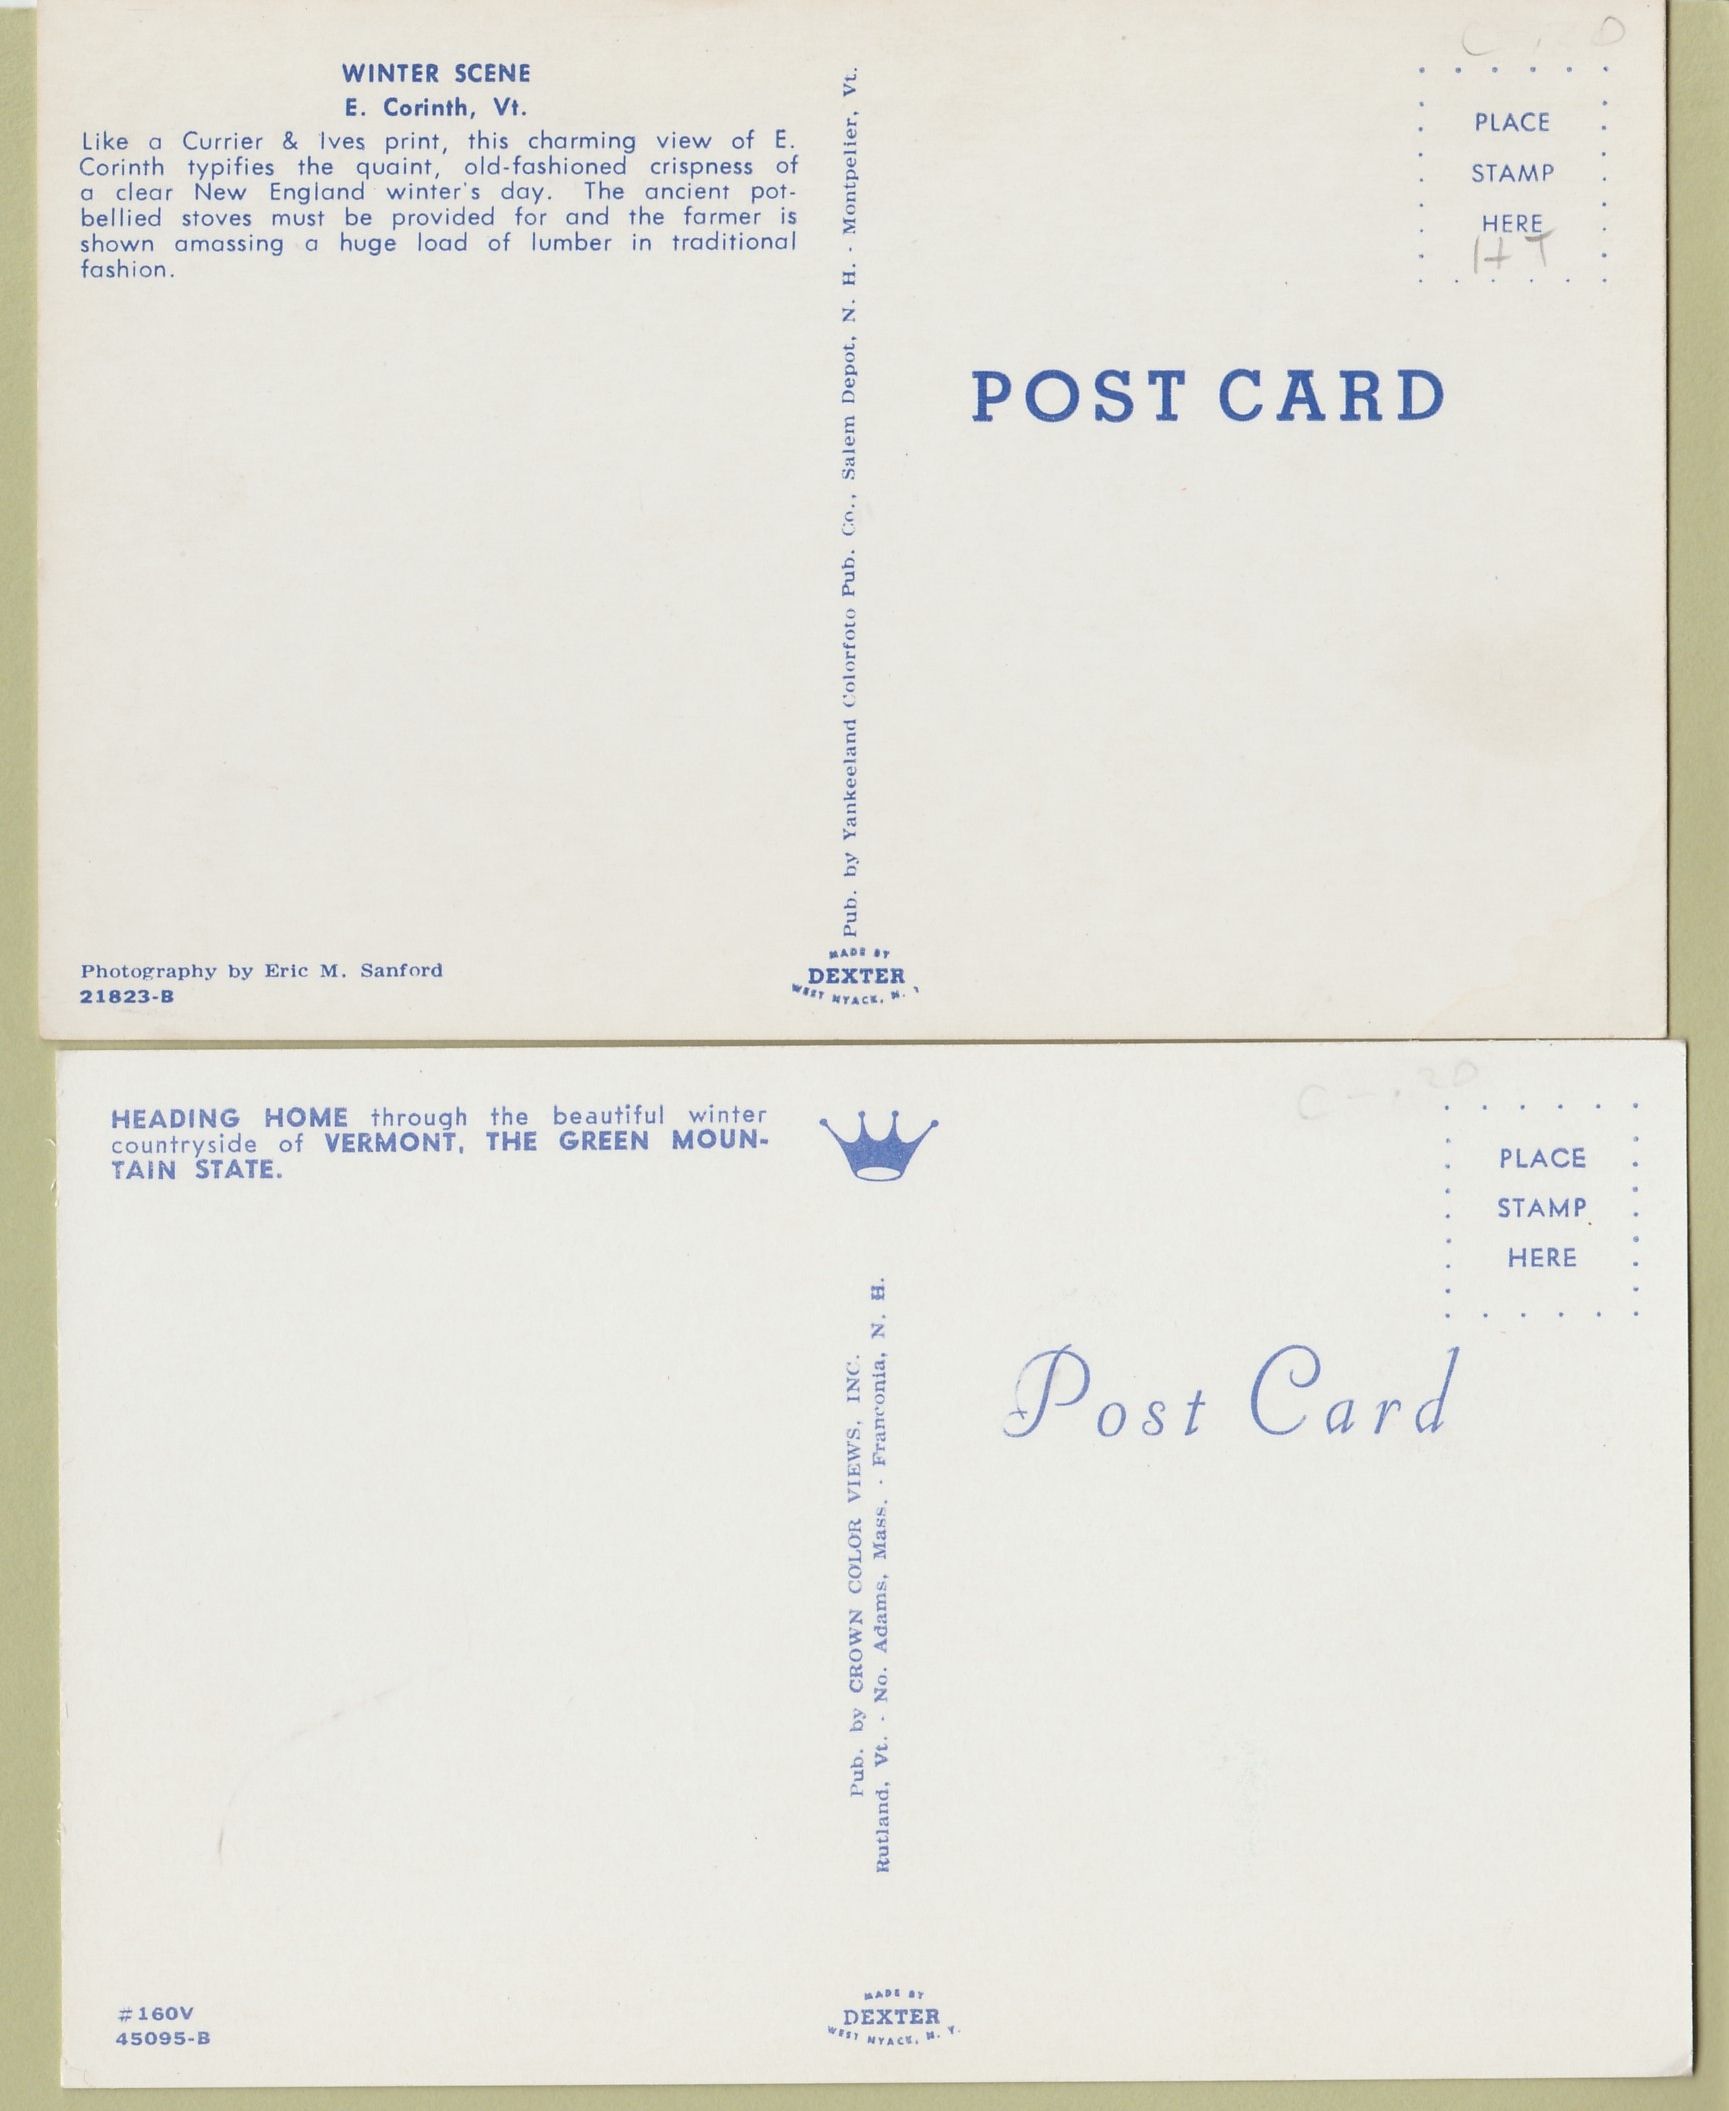 WINTER SCENE
E. Corinth, Vt.
Like a Currier & Ives print, this charming view of E.
Corinth typifies the quaint, old-fashioned crispness of
a clear New England winter's day. The ancient pot-
bellied stoves must be provided for and the farmer is
shown amassing a huge load of lumber in traditional
fashion.
Photography by Eric M. Sanford
21823-B
Pub. by Yankeeland Colorfoto Pub. Co., Salem Depot, N. H. - Montpelier, Vt.
MADE BY
DEXTER
WEST NYACK, N. Y
C .20
PLACE
STAMP
HERE
HT
POST CARD
HEADING HOME through the beautiful winter
countryside of VERMONT, THE GREEN MOUN-
TAIN STATE.
#160V
45095-B
Pub. by CROWN COLOR VIEWS, INC.
Rutland, Vt. - No. Adams, Mass. - Franconia, N. H.
MADE BY
DEXTER
WEST NYACK, N. Y.
C - .20
PLACE
STAMP
HERE
Post Card